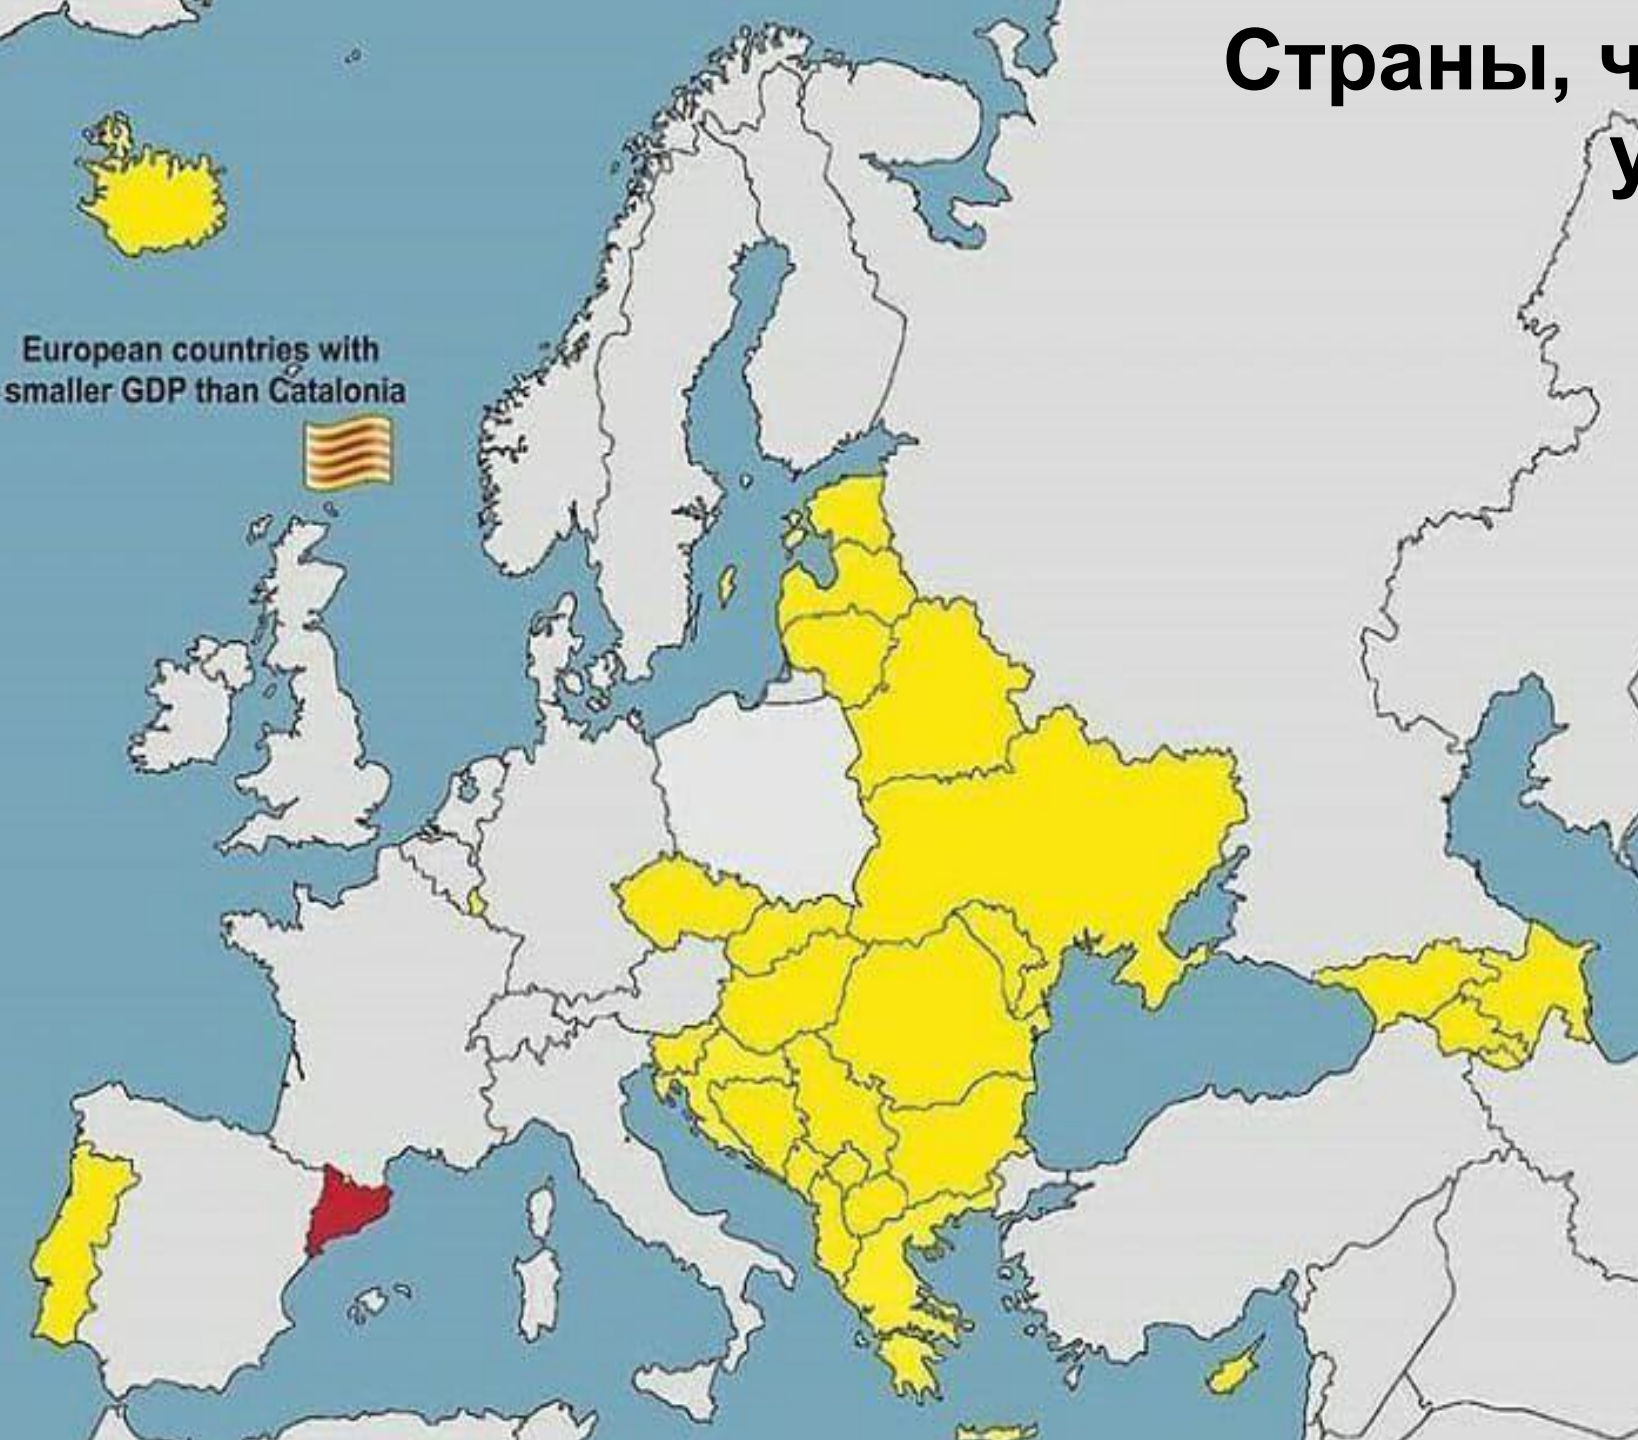 Страны, ч
у
European countries with
smaller GDP than Catalonia